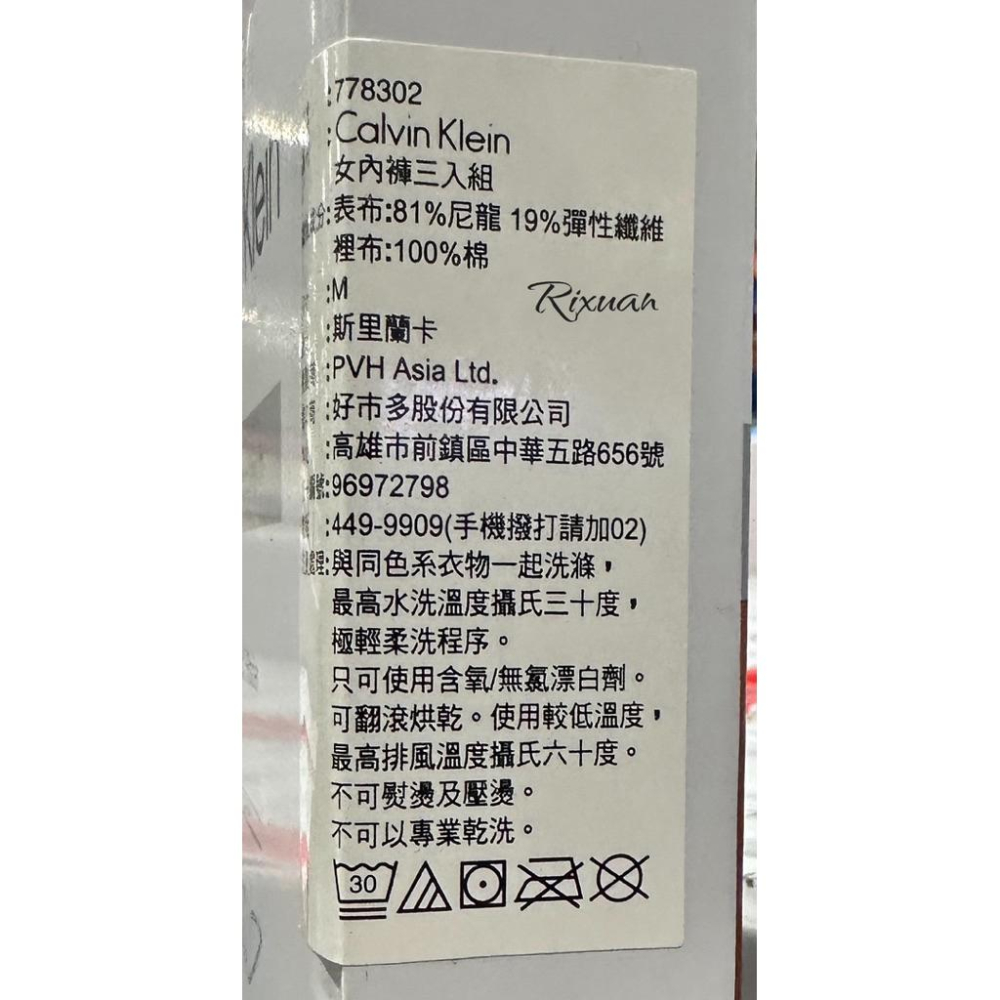 :778302
:Calvin Klein
女內褲三入組
:表布:81%尼龍 19%彈性纖維
裡布:100%棉
:M
Rixuan
:斯里蘭卡
:PVH Asia Ltd.
:好市多股份有限公司
:高雄市前鎮區中華五路656號
號:96972798
:449-9909(手機撥打請加02)
:與同色系衣物一起洗滌，
最高水洗溫度攝氏三十度，
極輕柔洗程序。
只可使用含氧/無氯漂白劑。
可翻滾烘乾。使用較低溫度，
最高排風溫度攝氏六十度。
不可熨燙及壓燙。
不可以專業乾洗。
30
Klein